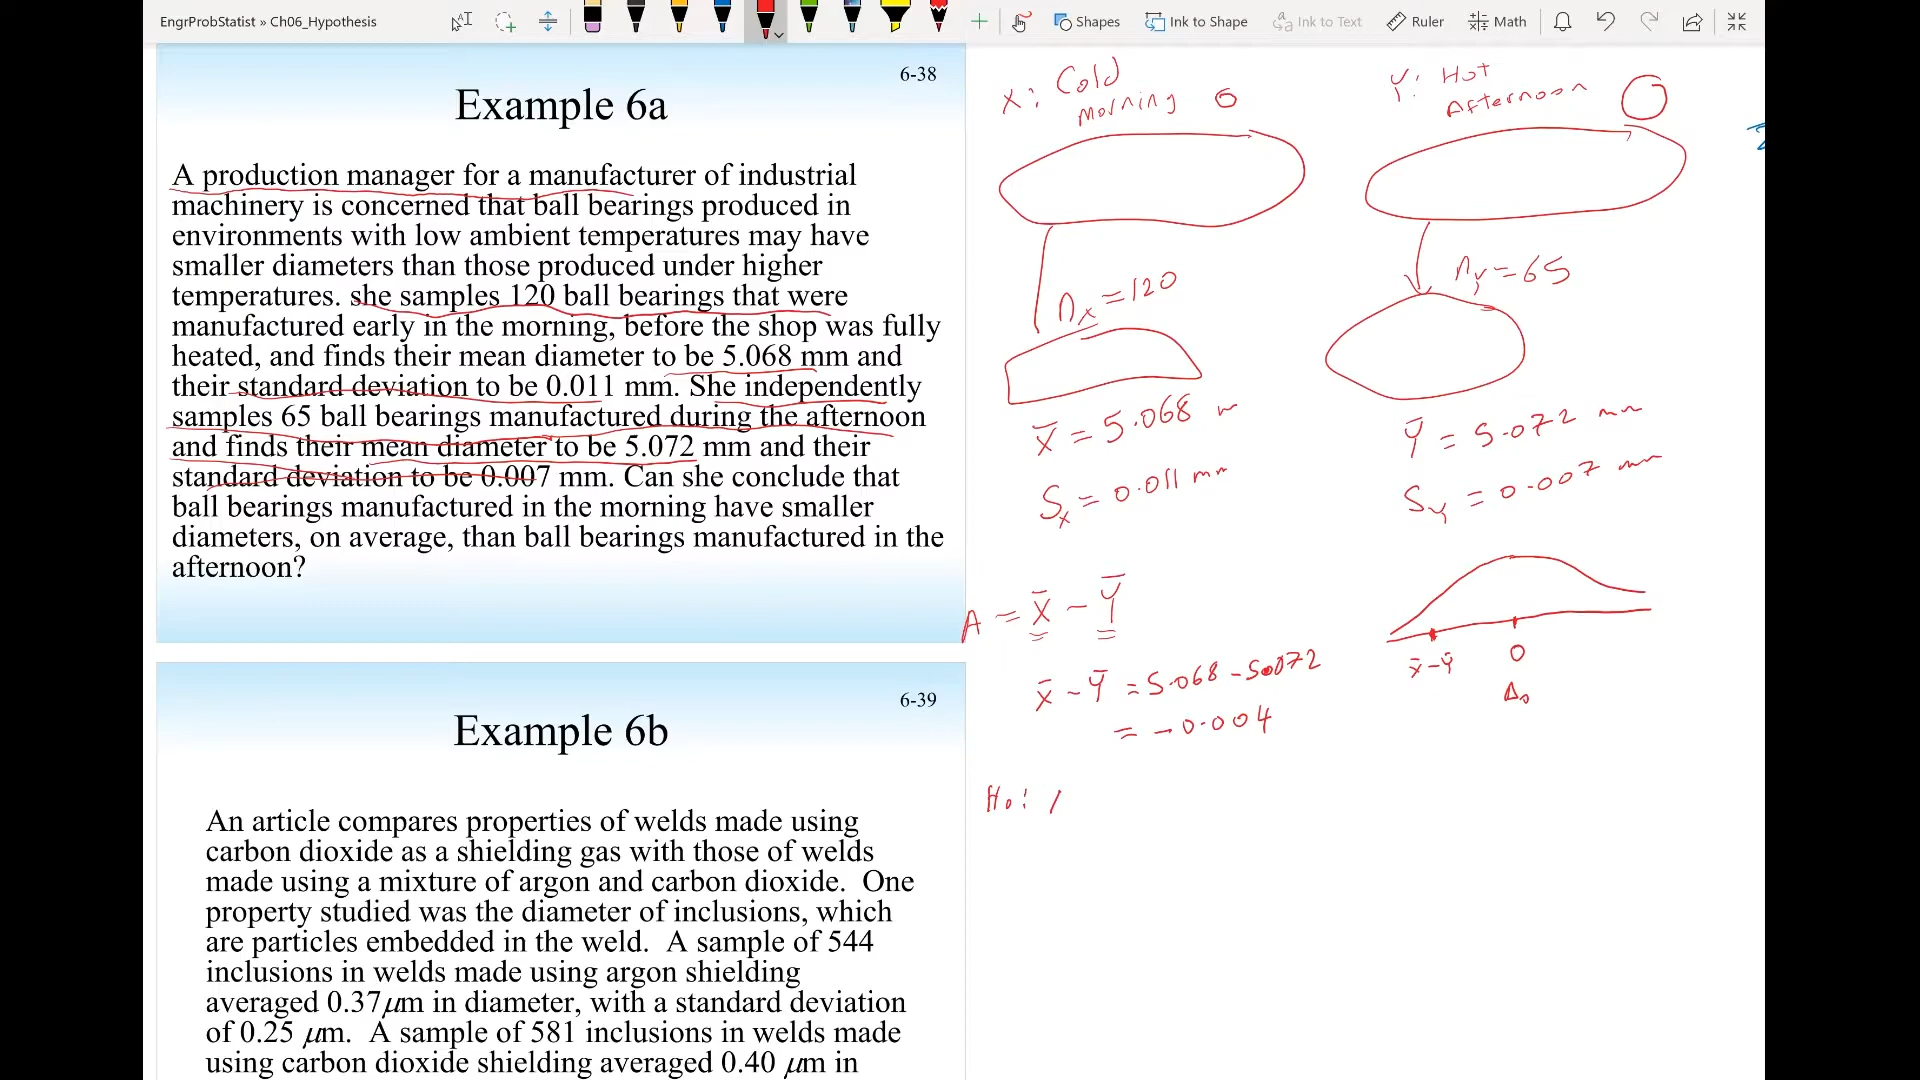 EngrProbStatist » Ch06_Hypothesis
Shapes Ink to Shape Ink to Text Ruler Math
6-38
Example 6a
A production manager for a manufacturer of industrial
machinery is concerned that ball bearings produced in
environments with low ambient temperatures may have
smaller diameters than those produced under higher
temperatures. she samples 120 ball bearings that were
manufactured early in the morning, before the shop was fully
heated, and finds their mean diameter to be 5.068 mm and
their standard deviation to be 0.011 mm. She independently
samples 65 ball bearings manufactured during the afternoon
and finds their mean diameter to be 5.072 mm and their
standard deviation to be 0.007 mm. Can she conclude that
ball bearings manufactured in the morning have smaller
diameters, on average, than ball bearings manufactured in the
afternoon?
6-39
Example 6b
An article compares properties of welds made using
carbon dioxide as a shielding gas with those of welds
made using a mixture of argon and carbon dioxide. One
property studied was the diameter of inclusions, which
are particles embedded in the weld. A sample of 544
inclusions in welds made using argon shielding
averaged 0.37μm in diameter, with a standard deviation
of 0.25 μm. A sample of 581 inclusions in welds made
using carbon dioxide shielding averaged 0.40 μm in
X: Cold
Morning
Y: Hot
Afternoon
n_X = 120
n_Y = 65
X̄ = 5.068 m
S_X = 0.011 mm
Ȳ = 5.072 mm
S_Y = 0.007 mm
A = X̄ - Ȳ
X̄ - Ȳ = 5.068 - 5.072
= -0.004
X̄-Ȳ 0
Δ₀
H₀: /